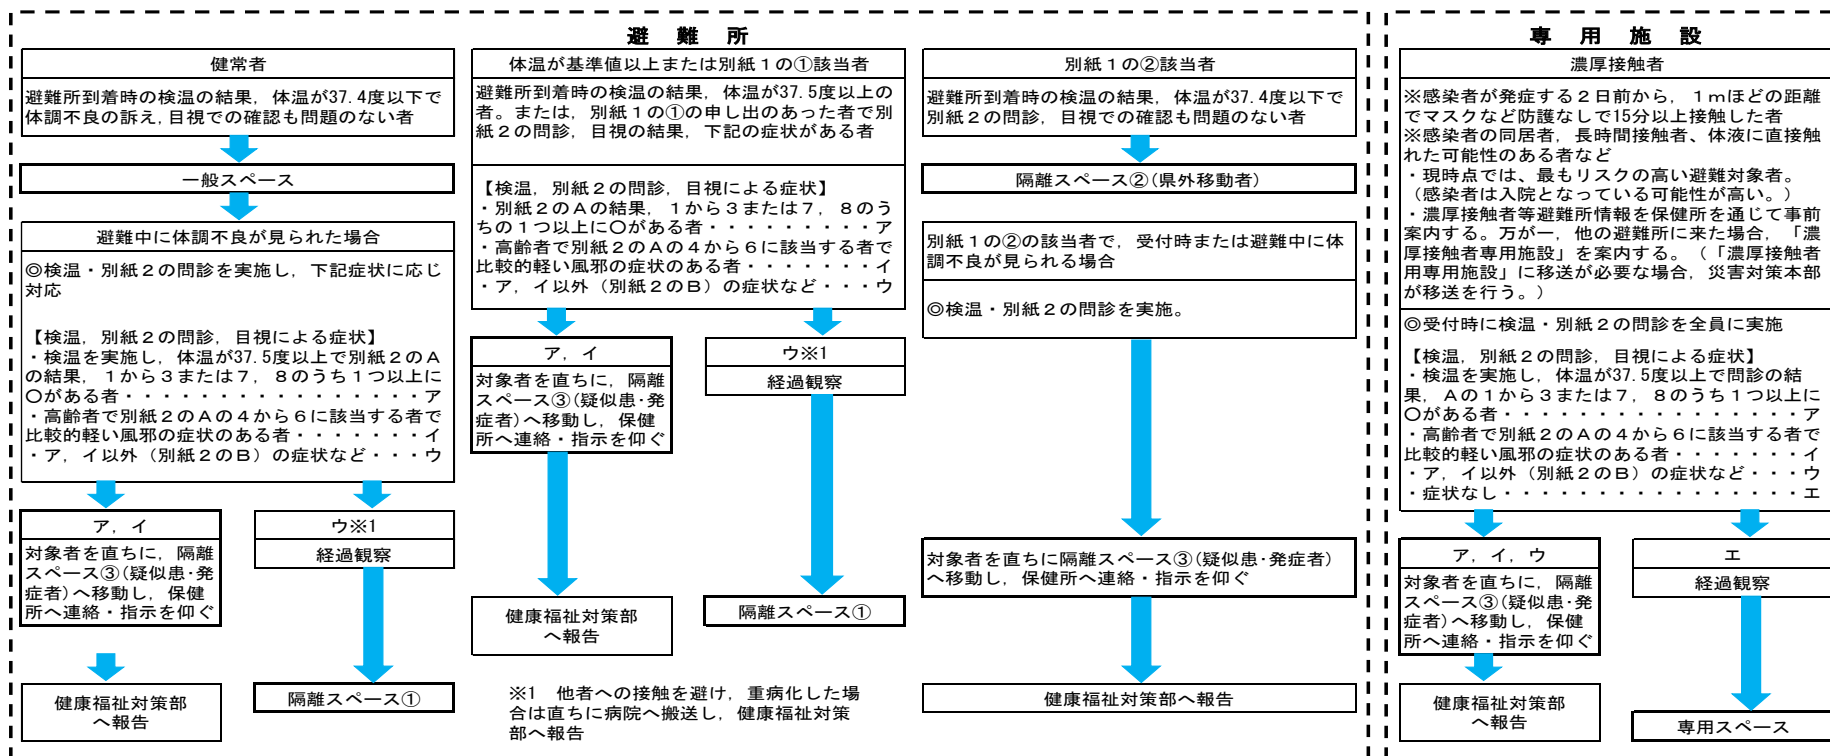 避 難 所
健常者
避難所到着時の検温の結果，体温が37.4度以下で
体調不良の訴え,目視での確認も問題のない者
一般スペース
避難中に体調不良が見られた場合
◎検温・別紙２の問診を実施し，下記症状に応じ
対応
【検温，別紙２の問診，目視による症状】
・検温を実施し，体温が37.5度以上で別紙２のＡ
の結果，１から３または７，８のうち１つ以上に
〇がある者・・・・・・・・・・・・・・・・ア
・高齢者で別紙２のＡの４から６に該当する者で
比較的軽い風邪の症状のある者・・・・・・・イ
・ア，イ以外（別紙２のＢ）の症状など・・・ウ
ア，イ
対象者を直ちに，隔離
スペース③(疑似患･発
症者)へ移動し，保健
所へ連絡・指示を仰ぐ
健康福祉対策部
へ報告
ウ※1
経過観察
隔離スペース①
体温が基準値以上または別紙１の①該当者
避難所到着時の検温の結果，体温が37.5度以上の
者。または，別紙１の①の申し出のあった者で別
紙２の問診，目視の結果，下記の症状がある者
【検温，別紙２の問診，目視による症状】
・別紙２のＡの結果，１から３または７，８のう
ちの１つ以上に〇がある者・・・・・・・・・ア
・高齢者で別紙２のＡの４から６に該当する者で
比較的軽い風邪の症状のある者・・・・・・・イ
・ア，イ以外（別紙２のＢ）の症状など・・・ウ
ア，イ
対象者を直ちに，隔離
スペース③(疑似患･発
症者)へ移動し，保健
所へ連絡・指示を仰ぐ
健康福祉対策部
へ報告
ウ※1
経過観察
隔離スペース①
※1　他者への接触を避け，重病化した場
合は直ちに病院へ搬送し，健康福祉対策
部へ報告
別紙１の②該当者
避難所到着時の検温の結果，体温が37.4度以下で
別紙２の問診，目視での確認も問題のない者
隔離スペース②(県外移動者)
別紙１の②の該当者で，受付時または避難中に体
調不良が見られる場合
◎検温・別紙２の問診を実施。
対象者を直ちに隔離スペース③(疑似患･発症者)
へ移動し，保健所へ連絡・指示を仰ぐ
健康福祉対策部へ報告
専 用 施 設
濃厚接触者
※感染者が発症する２日前から，１ｍほどの距離
でマスクなど防護なしで15分以上接触した者
※感染者の同居者，長時間接触者、体液に直接触
れた可能性のある者など
・現時点では、最もリスクの高い避難対象者。
（感染者は入院となっている可能性が高い。）
・濃厚接触者等避難所情報を保健所を通じて事前
案内する。万が一，他の避難所に来た場合，「濃
厚接触者専用施設」を案内する。（「濃厚接触者
用専用施設」に移送が必要な場合，災害対策本部
が移送を行う。）
◎受付時に検温・別紙２の問診を全員に実施
【検温，別紙２の問診，目視による症状】
・検温を実施し，体温が37.5度以上で問診の結
果，Ａの１から３または７，８のうち１つ以上に
〇がある者・・・・・・・・・・・・・・・・ア
・高齢者で別紙２のＡの４から６に該当する者で
比較的軽い風邪の症状のある者・・・・・・・イ
・ア，イ以外（別紙２のＢ）の症状など・・・ウ
・症状なし・・・・・・・・・・・・・・・・エ
ア，イ，ウ
対象者を直ちに，隔離
スペース③(疑似患･発
症者)へ移動し，保健
所へ連絡・指示を仰ぐ
健康福祉対策部
へ報告
エ
経過観察
専用スペース